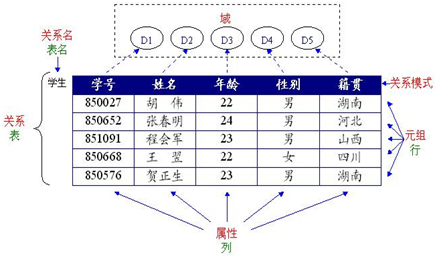 域
D1 D2 D3 D4 D5
关系名
表名
学生
学号 姓名 年龄 性别 籍贯
关系模式
850027 胡 伟 22 男 湖南
850652 张春明 24 男 河北
851091 程会军 23 男 山西
850668 王 翌 22 女 四川
850576 贺正生 23 男 湖南
关系
表
元组
行
属性
列